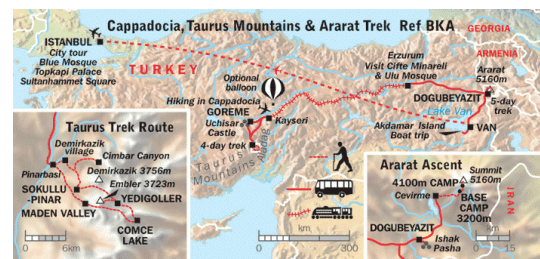 Cappadocia, Taurus Mountains & Ararat Trek Ref BKA
GEORGIA
ISTANBUL
City tour
Blue Mosque
Topkapi Palace
Sultanhammet Square
TURKEY
ARMENIA
Erzurum
Visit Cifte Minareli
& Ulu Mosque
Ararat
5160m
Optional
balloon
DOGUBEYAZIT
5-day
trek
Hiking in Cappadocia
GOREME
Kayseri
Uchisar
Castle
4-day trek
Aladag
Taurus
Mountains
Lake Van
Akdamar Island
Boat trip
VAN
Taurus Trek Route
Demirkazik
village
Cimbar Canyon
Demirkazik 3756m
Pinarbasi
Embler 3723m
SOKULLU
-PINAR
YEDIGOLLER
MADEN VALLEY
COMCE
LAKE
0 6km
km
0 300
Ararat Ascent
Summit
5160m
4100m CAMP
Cevirme
BASE
CAMP
3200m
IRAN
DOGUBEYAZIT
Ishak
Pasha
km
0 15